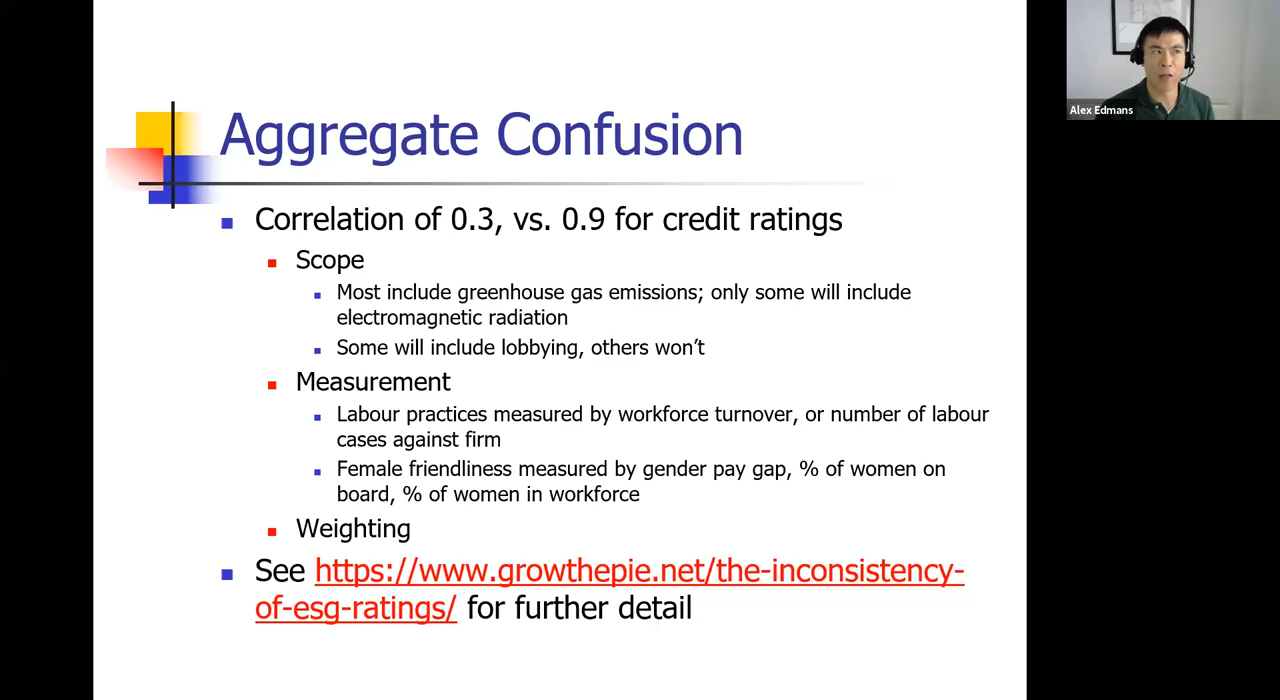 Aggregate Confusion
Correlation of 0.3, vs. 0.9 for credit ratings
Scope
Most include greenhouse gas emissions; only some will include
electromagnetic radiation
Some will include lobbying, others won't
Measurement
Labour practices measured by workforce turnover, or number of labour
cases against firm
Female friendliness measured by gender pay gap, % of women on
board, % of women in workforce
Weighting
See https://www.growthepie.net/the-inconsistency-
of-esg-ratings/ for further detail
Alex Edmans